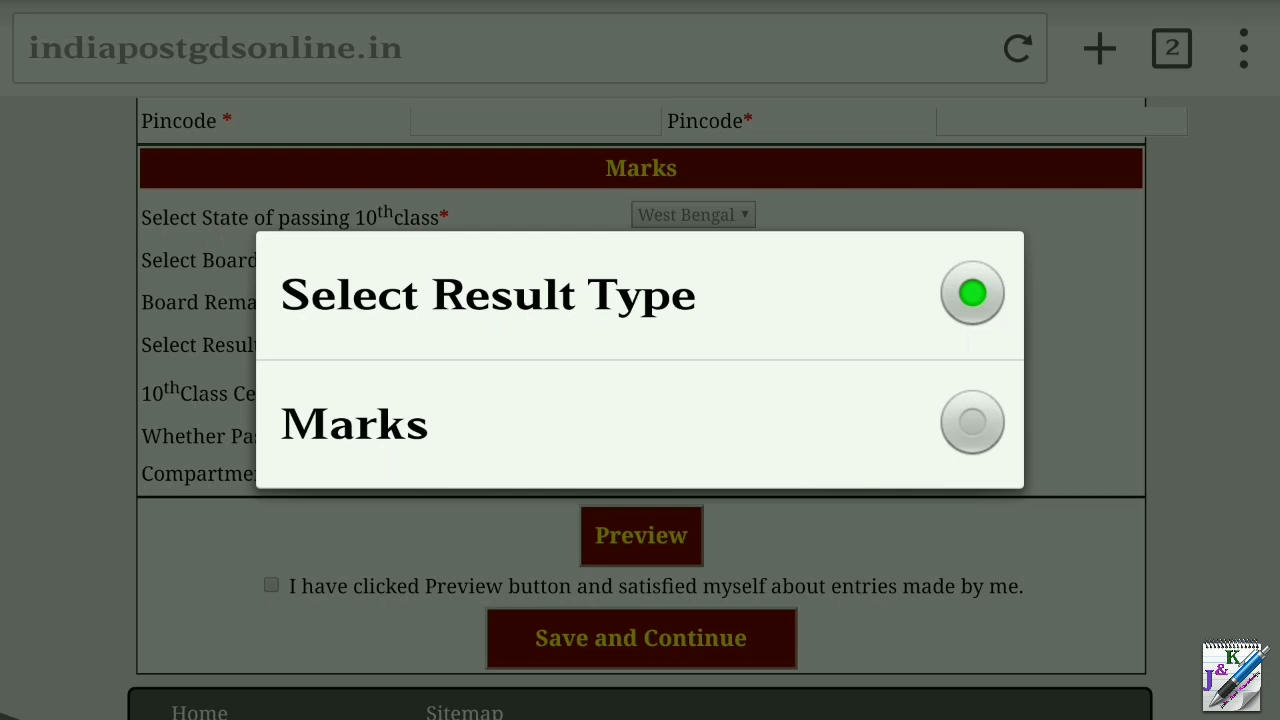 indiapostgdsonline.in
2
Pincode * Pincode*
Marks
Select State of passing 10thclass* West Bengal
Select Board
Board Rema
Select Result Type
Select Resul
10thClass Ce
Marks
Whether Pas
Compartme
Preview
I have clicked Preview button and satisfied myself about entries made by me.
Save and Continue
J&K
Home Sitemap